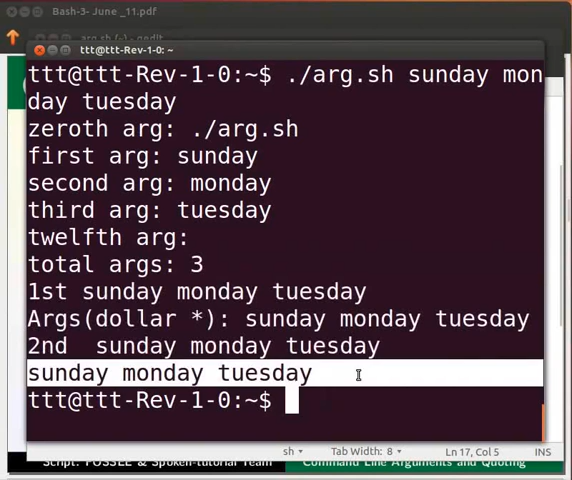 Bash-3- June _11.pdf
arg.sh (~) - gedit
ttt@ttt-Rev-1-0: ~
ttt@ttt-Rev-1-0:~$ ./arg.sh sunday mon
day tuesday
zeroth arg: ./arg.sh
first arg: sunday
second arg: monday
third arg: tuesday
twelfth arg:
total args: 3
1st sunday monday tuesday
Args(dollar *): sunday monday tuesday
2nd  sunday monday tuesday
sunday monday tuesday
ttt@ttt-Rev-1-0:~$
sh Tab Width: 8 Ln 17, Col 5 INS
Script: FOSSEE & Spoken-tutorial Team Command Line Arguments and Quoting